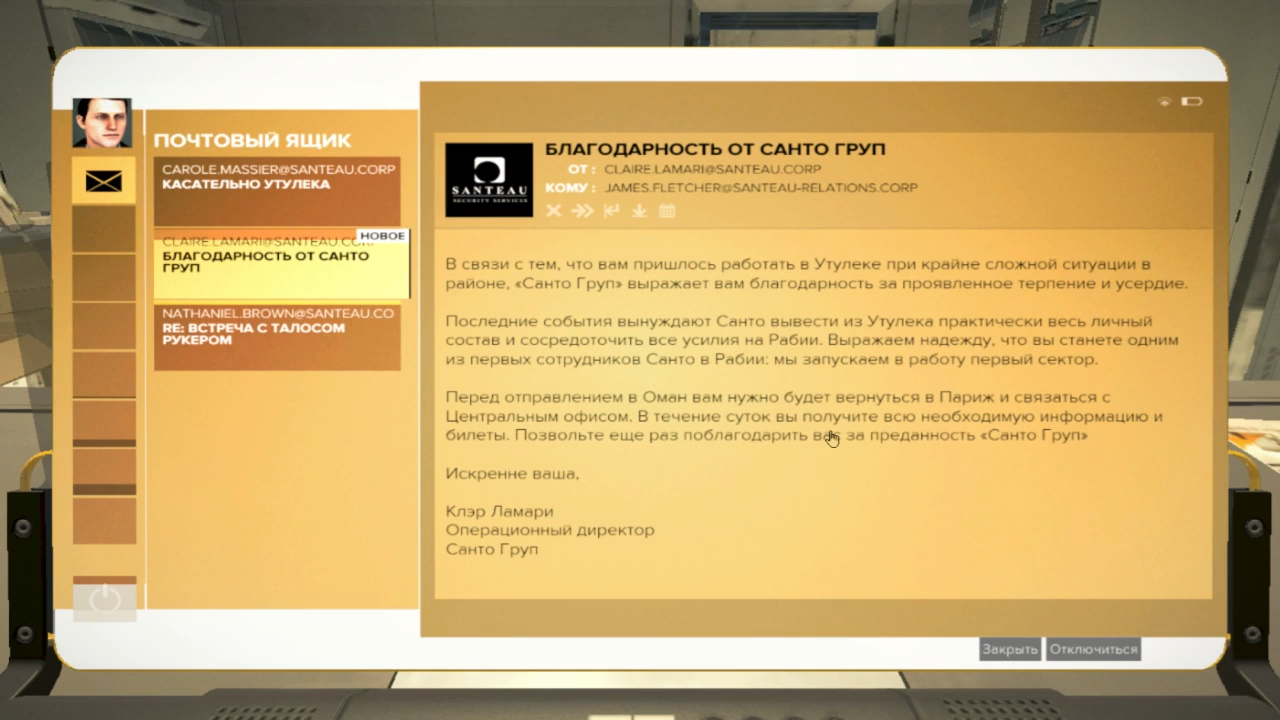 ПОЧТОВЫЙ ЯЩИК
CAROLE.MASSIER@SANTEAU.CORP
КАСАТЕЛЬНО УТУЛЕКА
НОВОЕ
CLAIRE.LAMARI@SANTEAU.COR
БЛАГОДАРНОСТЬ ОТ САНТО
ГРУП
NATHANIEL.BROWN@SANTEAU.CO
RE: ВСТРЕЧА С ТАЛОСОМ
РУКЕРОМ
SANTEAU
SECURITY SERVICES
БЛАГОДАРНОСТЬ ОТ САНТО ГРУП
ОТ : CLAIRE.LAMARI@SANTEAU.CORP
КОМУ : JAMES.FLETCHER@SANTEAU-RELATIONS.CORP
В связи с тем, что вам пришлось работать в Утулеке при крайне сложной ситуации в
районе, «Санто Груп» выражает вам благодарность за проявленное терпение и усердие.
Последние события вынуждают Санто вывести из Утулека практически весь личный
состав и сосредоточить все усилия на Рабии. Выражаем надежду, что вы станете одним
из первых сотрудников Санто в Рабии: мы запускаем в работу первый сектор.
Перед отправлением в Оман вам нужно будет вернуться в Париж и связаться с
Центральным офисом. В течение суток вы получите всю необходимую информацию и
билеты. Позвольте еще раз поблагодарить вас за преданность «Санто Груп»
Искренне ваша,
Клэр Ламари
Операционный директор
Санто Груп
Закрыть Отключиться